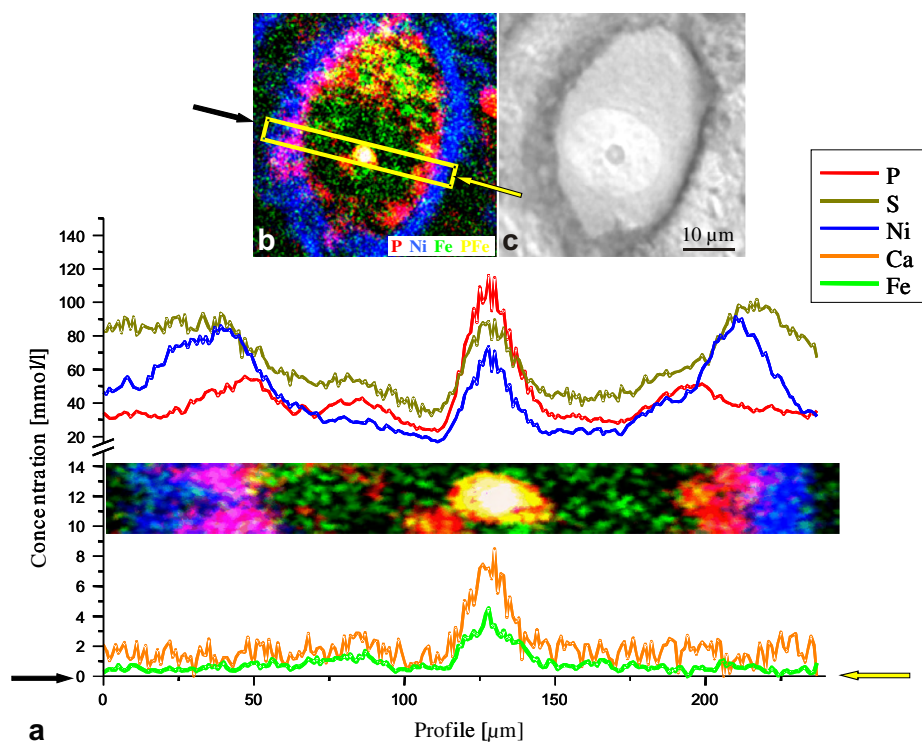 b
P Ni Fe PFe
c
10 µm
P
S
Ni
Ca
Fe
Concentration [mmol/l]
140
120
100
80
60
40
20
14
12
10
8
6
4
2
0
0 50 100 150 200
Profile [µm]
a